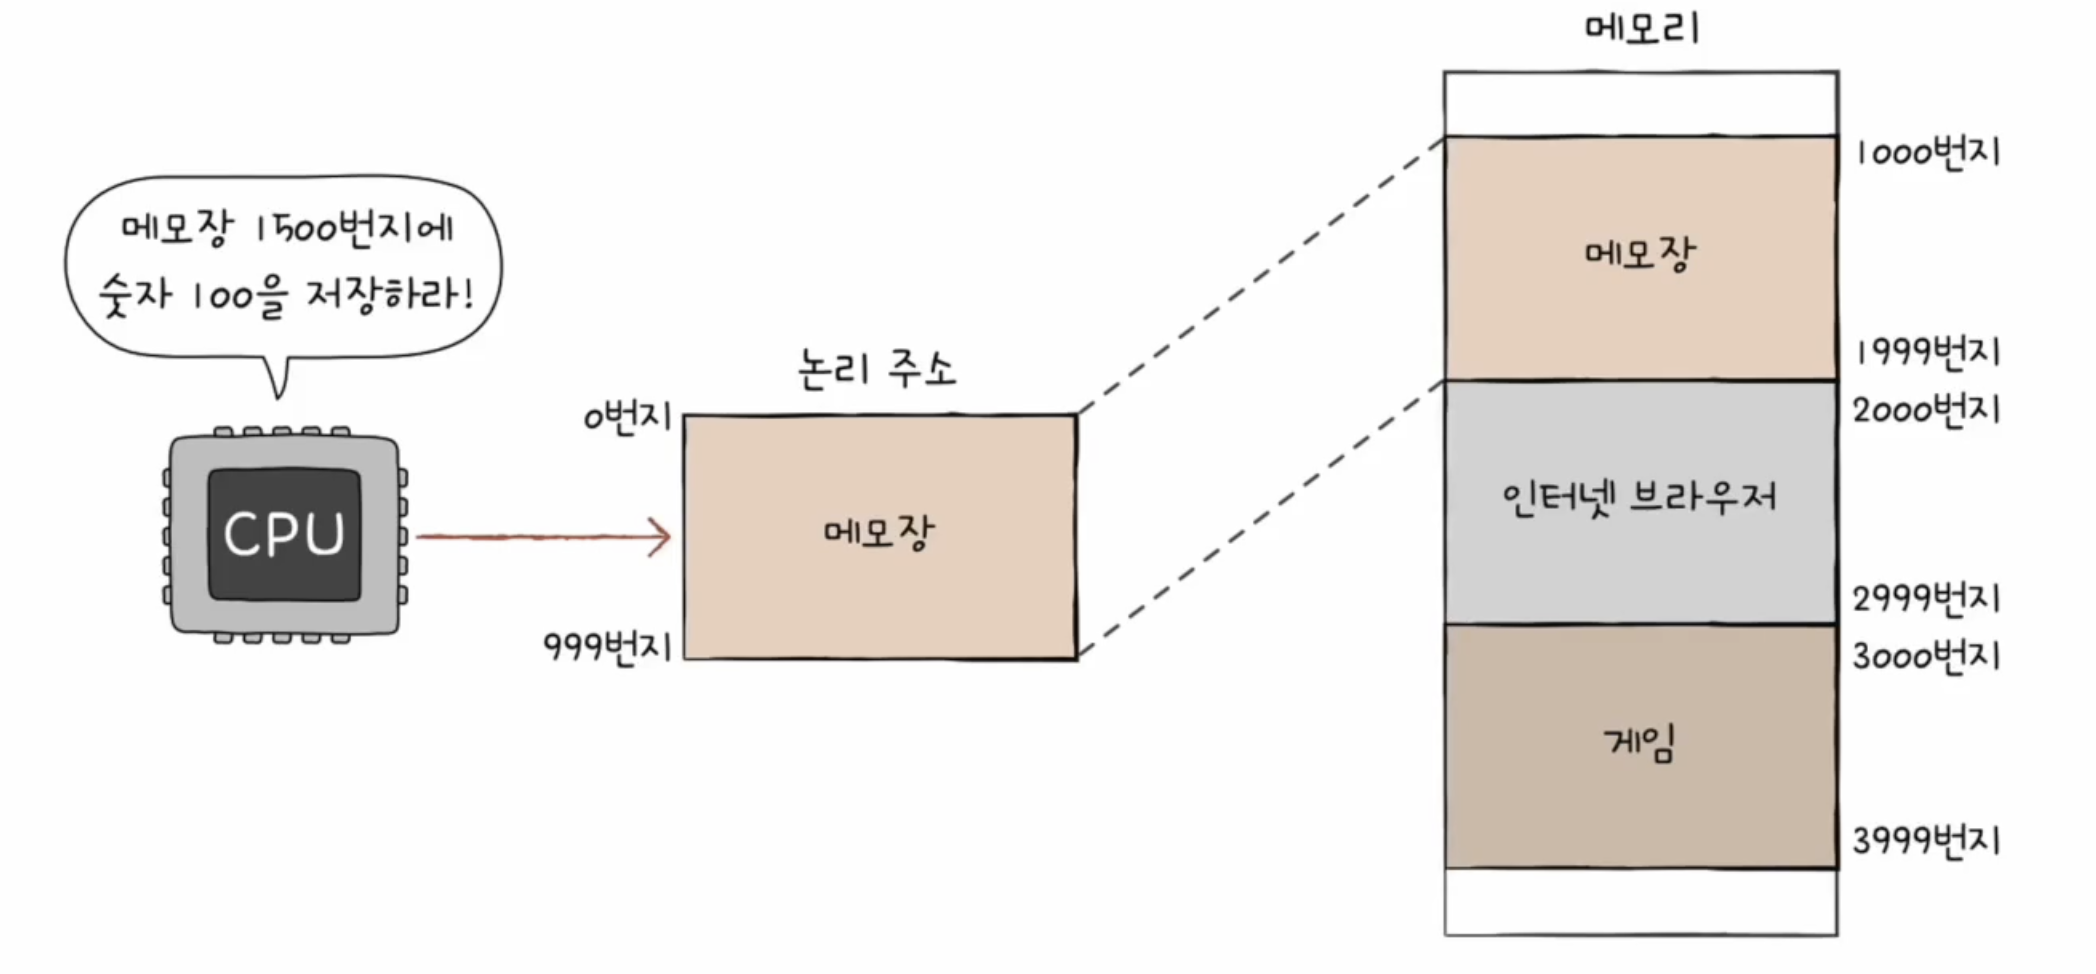 메모리
1000번지
메모장 1500번지에
숫자 100을 저장하라!
메모장
1999번지
논리 주소
0번지
2000번지
인터넷 브라우저
CPU
메모장
2999번지
999번지
3000번지
게임
3999번지